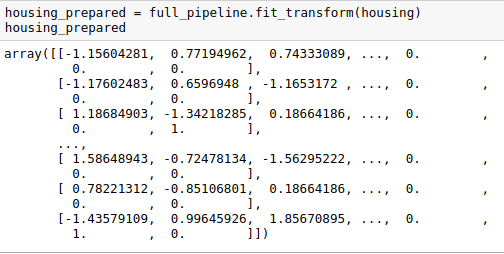 housing_prepared = full_pipeline.fit_transform(housing)
housing_prepared
array([[-1.15604281,  0.77194962,  0.74333089, ...,  0.        ,
         0.        ,  0.        ],
       [-1.17602483,  0.6596948 , -1.1653172 , ...,  0.        ,
         0.        ,  0.        ],
       [ 1.18684903, -1.34218285,  0.18664186, ...,  0.        ,
         0.        ,  1.        ],
       ...,
       [ 1.58648943, -0.72478134, -1.56295222, ...,  0.        ,
         0.        ,  0.        ],
       [ 0.78221312, -0.85106801,  0.18664186, ...,  0.        ,
         0.        ,  0.        ],
       [-1.43579109,  0.99645926,  1.85670895, ...,  0.        ,
         1.        ,  0.        ]])